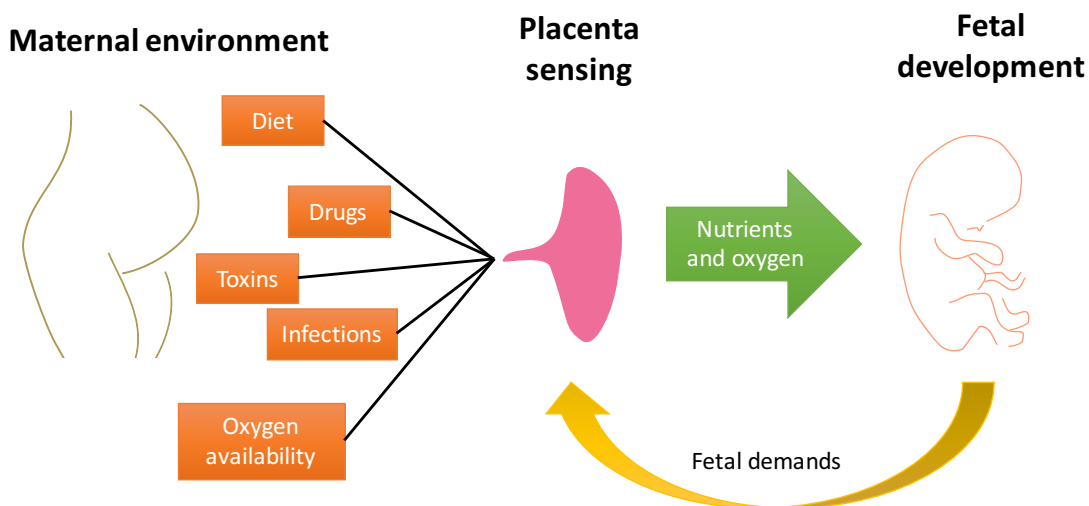 Maternal environment
Placenta
sensing
Fetal
development
Diet
Drugs
Toxins
Infections
Oxygen
availability
Nutrients
and oxygen
Fetal demands